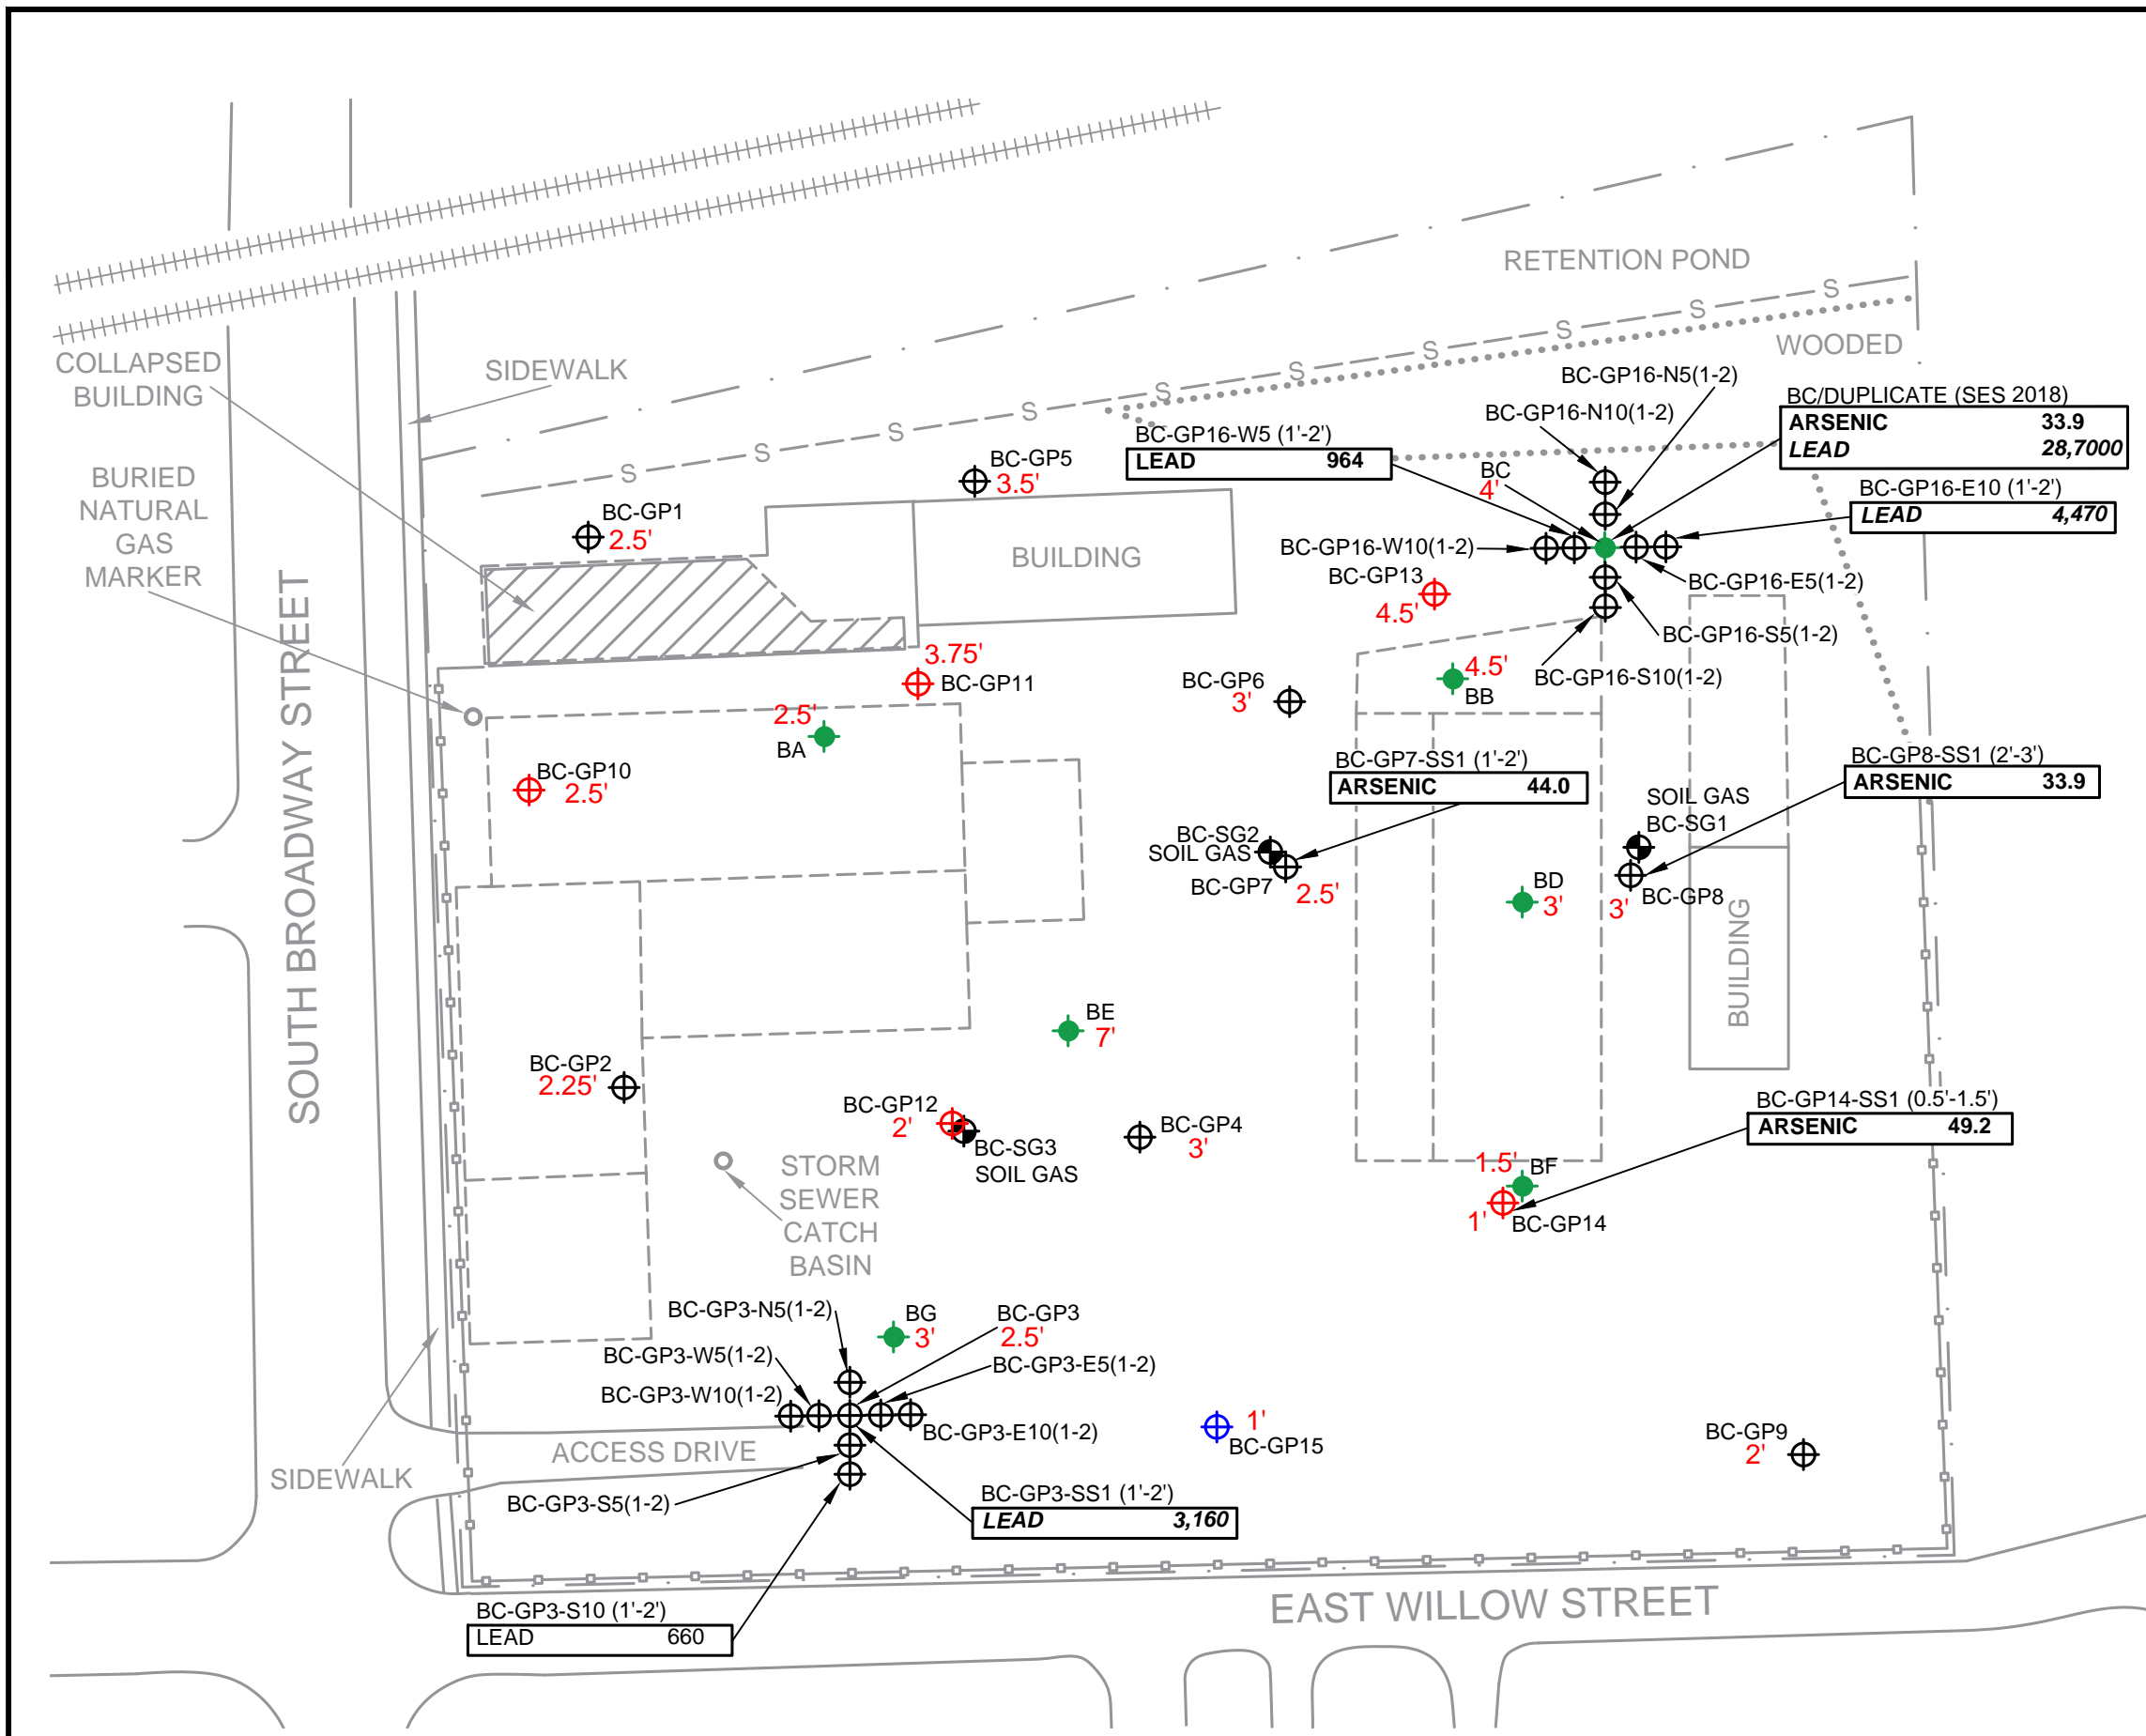 RETENTION POND
S
S
S
S
S
S
S
S
S
S
WOODED
COLLAPSED
BUILDING
SIDEWALK
BC-GP16-N5(1-2)
BC-GP16-N10(1-2)
BC/DUPLICATE (SES 2018)
ARSENIC 33.9
LEAD 28,7000
BC-GP16-W5 (1'-2')
LEAD 964
BC
4'
BC-GP16-E10 (1'-2')
LEAD 4,470
BURIED
NATURAL
GAS
MARKER
BC-GP5
3.5'
BC-GP1
2.5'
BUILDING
BC-GP16-W10(1-2)
BC-GP13
4.5'
BC-GP16-E5(1-2)
BC-GP16-S5(1-2)
BC-GP16-S10(1-2)
3.75'
BC-GP11
BC-GP6
3'
4.5'
BB
2.5'
BA
BC-GP10
2.5'
BC-GP7-SS1 (1'-2')
ARSENIC 44.0
BC-GP8-SS1 (2'-3')
ARSENIC 33.9
SOIL GAS
BC-SG1
BC-SG2
SOIL GAS
BC-GP7
2.5'
BD
3'
3'
BC-GP8
BUILDING
SOUTH BROADWAY STREET
BE
7'
BC-GP2
2.25'
BC-GP12
2'
BC-SG3
SOIL GAS
BC-GP4
3'
BC-GP14-SS1 (0.5'-1.5')
ARSENIC 49.2
STORM
SEWER
CATCH
BASIN
1.5'
BF
1'
BC-GP14
BC-GP3-N5(1-2)
BG
3'
BC-GP3
2.5'
BC-GP3-W5(1-2)
BC-GP3-E5(1-2)
BC-GP3-W10(1-2)
BC-GP3-E10(1-2)
1'
BC-GP15
BC-GP9
2'
ACCESS DRIVE
SIDEWALK
BC-GP3-S5(1-2)
BC-GP3-SS1 (1'-2')
LEAD 3,160
BC-GP3-S10 (1'-2')
LEAD 660
EAST WILLOW STREET